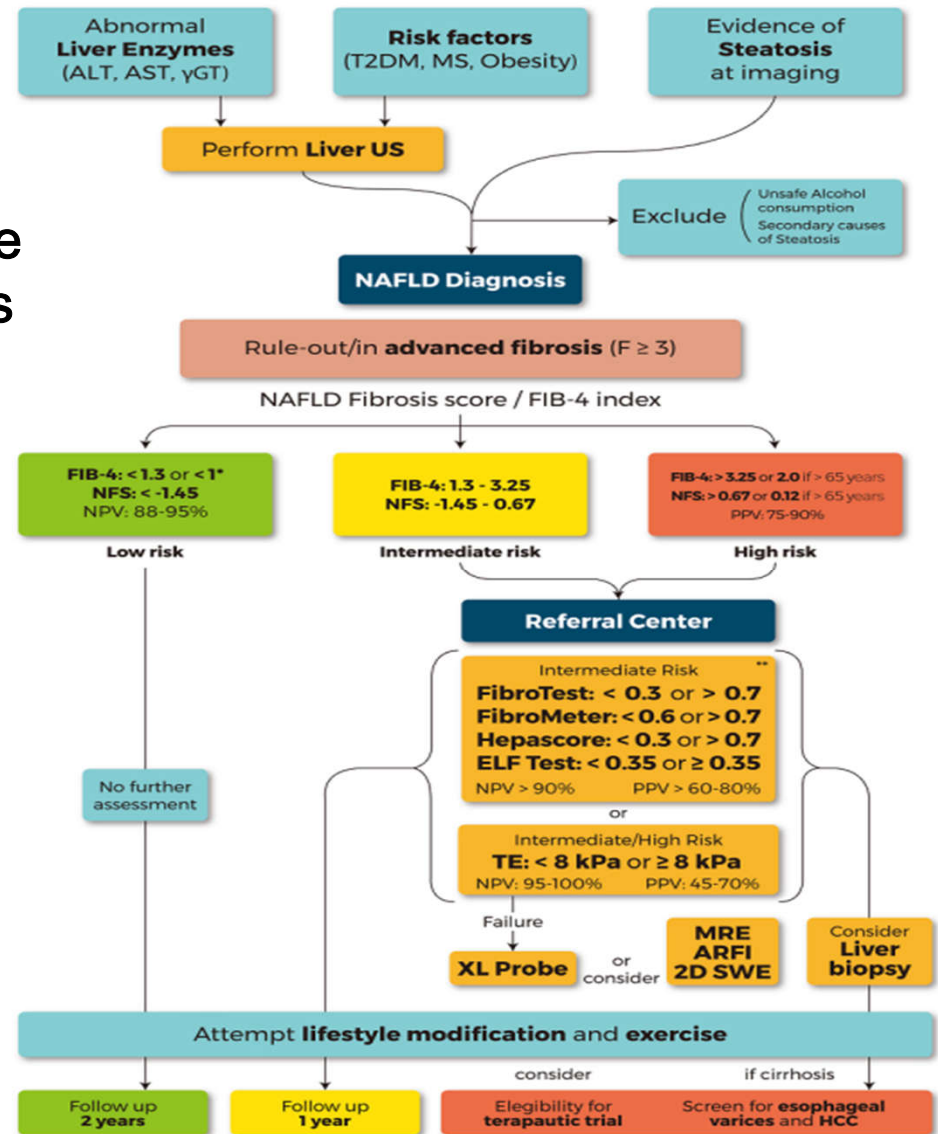 Abnormal
Liver Enzymes
(ALT, AST, γGT)
Risk factors
(T2DM, MS, Obesity)
Evidence of
Steatosis
at imaging
Perform Liver US
e
s
Exclude
Unsafe Alcohol
consumption
Secondary causes
of Steatosis
NAFLD Diagnosis
Rule-out/in advanced fibrosis (F ≥ 3)
NAFLD Fibrosis score / FIB-4 index
FIB-4: < 1.3 or < 1*
NFS: < -1.45
NPV: 88-95%
Low risk
FIB-4: 1.3 - 3.25
NFS: -1.45 - 0.67
Intermediate risk
FIB-4: > 3.25 or 2.0 if > 65 years
NFS: > 0.67 or 0.12 if > 65 years
PPV: 75-90%
High risk
Referral Center
Intermediate Risk **
FibroTest: < 0.3 or > 0.7
FibroMeter: < 0.6 or > 0.7
Hepascore: < 0.3 or > 0.7
ELF Test: < 0.35 or ≥ 0.35
NPV > 90% PPV > 60-80%
or
Intermediate/High Risk
TE: < 8 kPa or ≥ 8 kPa
NPV: 95-100% PPV: 45-70%
No further
assessment
Failure
XL Probe
or
consider
MRE
ARFI
2D SWE
Consider
Liver
biopsy
Attempt lifestyle modification and exercise
consider
if cirrhosis
Follow up
2 years
Follow up
1 year
Elegibility for
terapautic trial
Screen for esophageal
varices and HCC